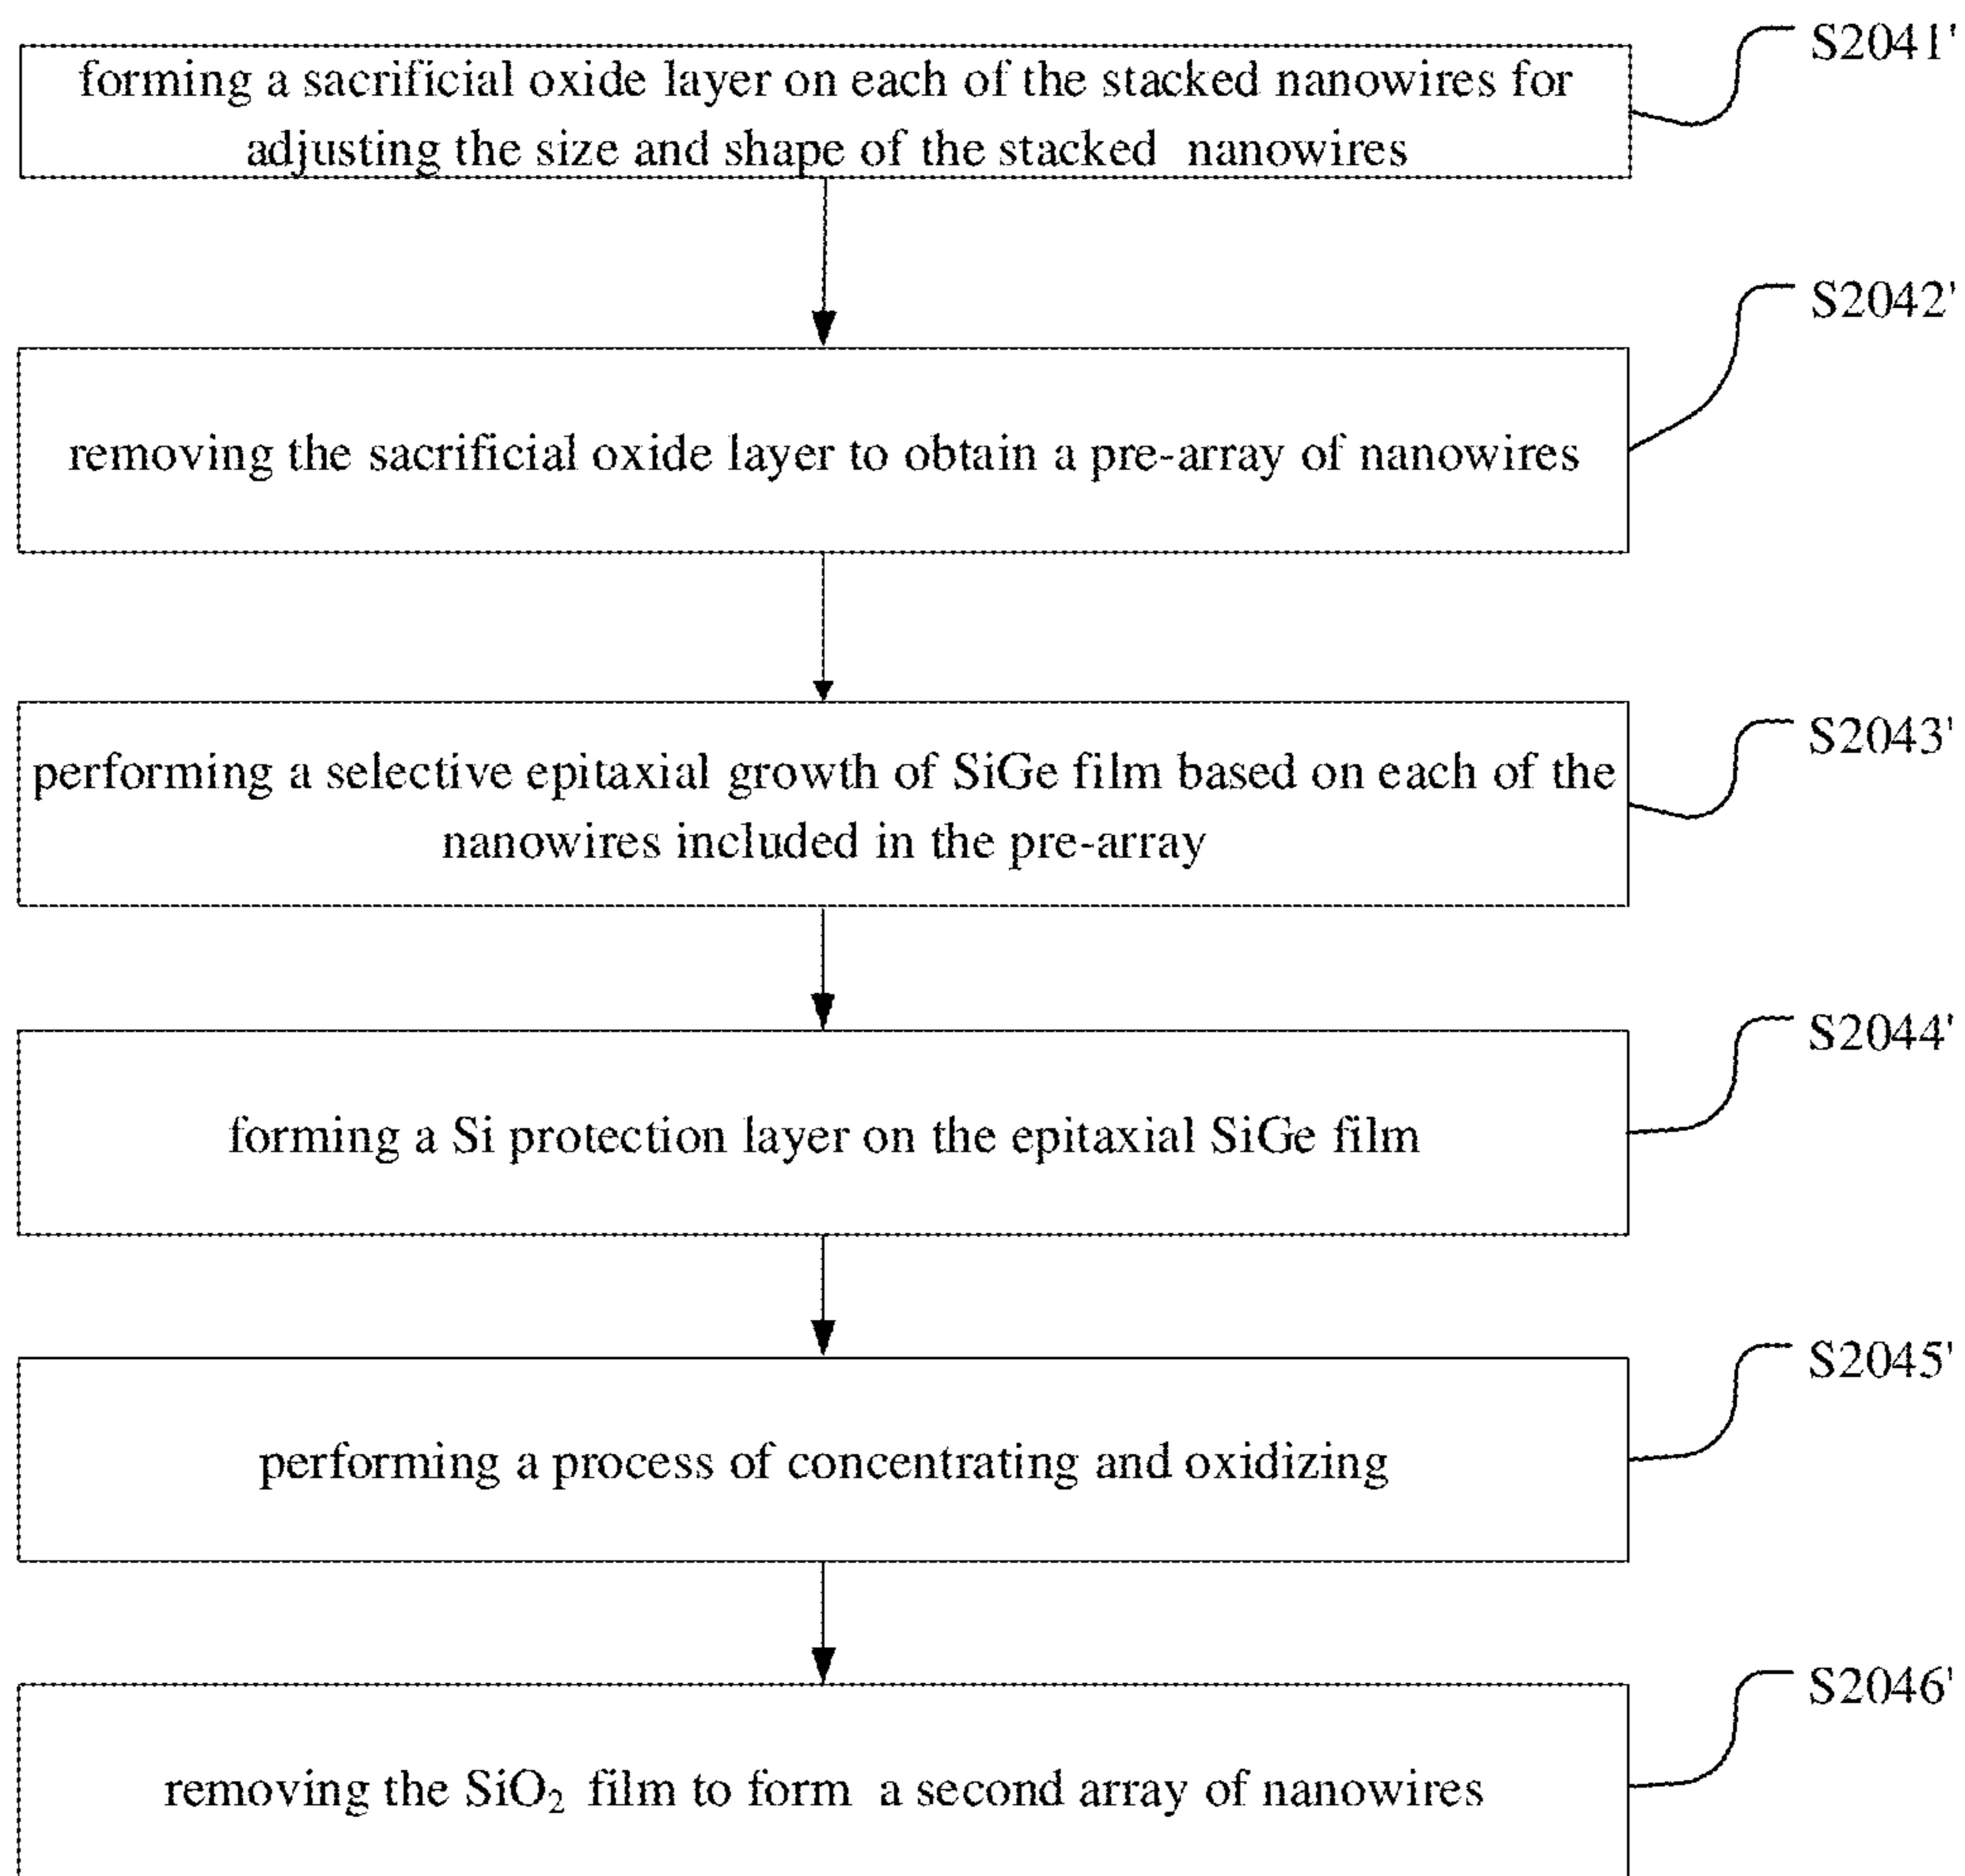 S2041'
forming a sacrificial oxide layer on each of the stacked nanowires for
adjusting the size and shape of the stacked nanowires
S2042'
removing the sacrificial oxide layer to obtain a pre-array of nanowires
S2043'
performing a selective epitaxial growth of SiGe film based on each of the
nanowires included in the pre-array
S2044'
forming a Si protection layer on the epitaxial SiGe film
S2045'
performing a process of concentrating and oxidizing
S2046'
removing the SiO₂ film to form a second array of nanowires